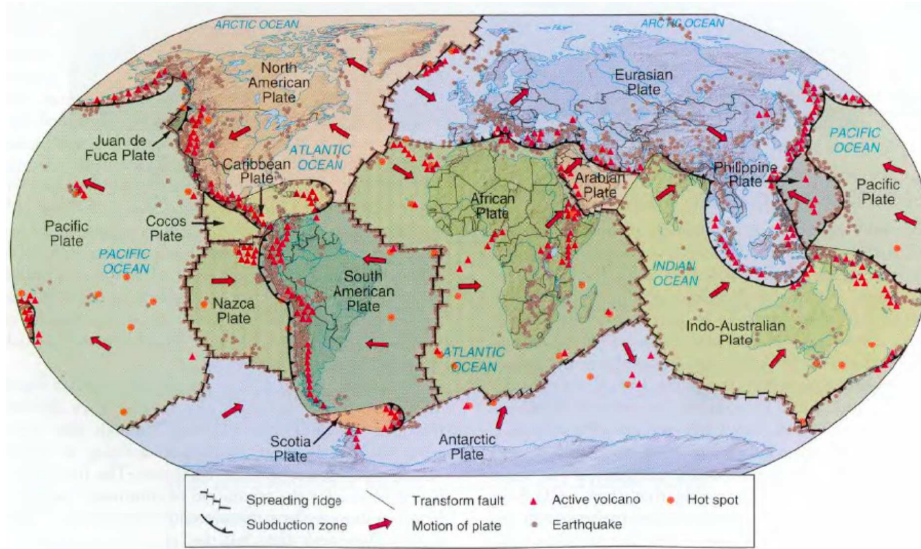 ARCTIC OCEAN
ARCTIC OCEAN
North
American
Plate
Eurasian
Plate
Juan de
Fuca Plate
ATLANTIC
OCEAN
PACIFIC
OCEAN
Caribbean
Plate
Arabian
Plate
Philippine
Plate
African
Plate
Pacific
Plate
Pacific
Plate
Cocos
Plate
PACIFIC
OCEAN
South
American
Plate
INDIAN
OCEAN
Nazca
Plate
Indo-Australian
Plate
ATLANTIC
OCEAN
Scotia
Plate
Antarctic
Plate
Spreading ridge
Transform fault
Active volcano
Hot spot
Subduction zone
Motion of plate
Earthquake